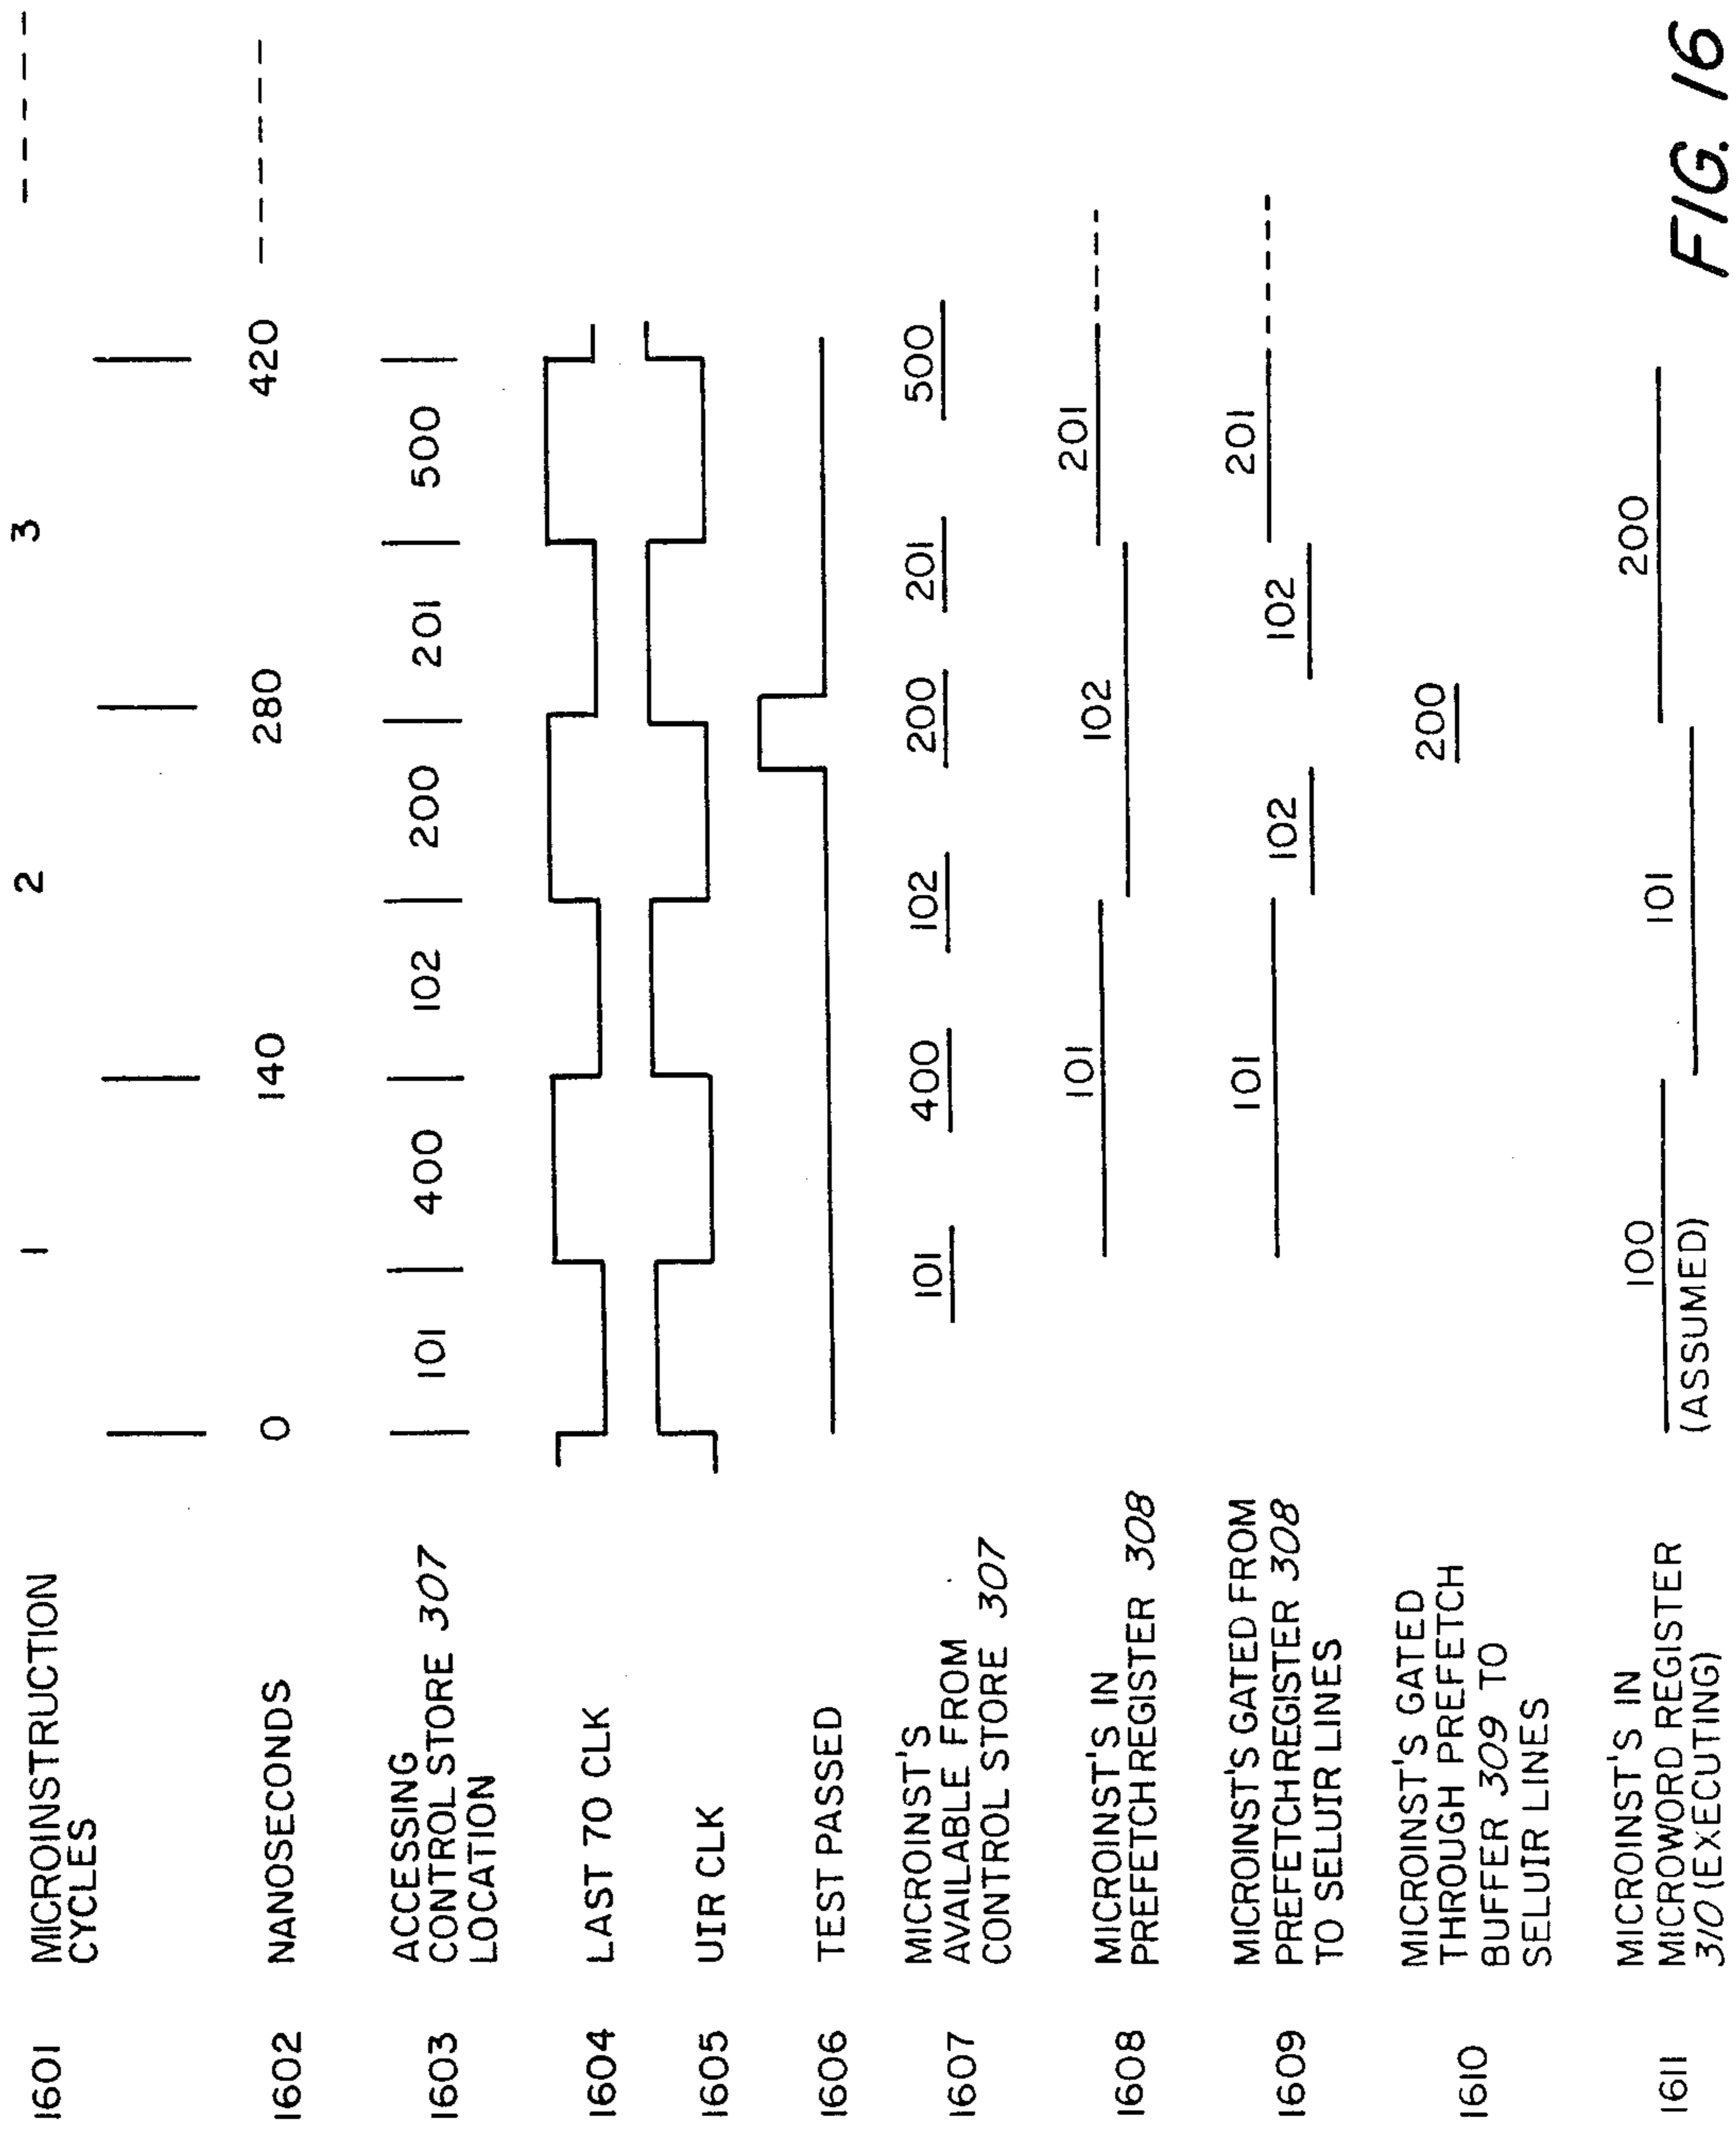 1601 MICROINSTRUCTION
CYCLES
1 2 3
1602 NANOSECONDS 0 140 280 420
1603 ACCESSING
CONTROL STORE 307
LOCATION
101 400 102 200 201 500
1604 LAST 70 CLK
1605 UIR CLK
1606 TEST PASSED
1607 MICROINST'S
AVAILABLE FROM
CONTROL STORE 307
101 400 102 200 201 500
1608 MICROINST'S IN
PREFETCH REGISTER 308
101 102 201
1609 MICROINST'S GATED FROM
PREFETCH REGISTER 308
TO SELUIR LINES
101 102 102 201
1610 MICROINST'S GATED
THROUGH PREFETCH
BUFFER 309 TO
SELUIR LINES
200
1611 MICROINST'S IN
MICROWORD REGISTER
310 (EXECUTING)
100 101 200
(ASSUMED)
FIG. 16